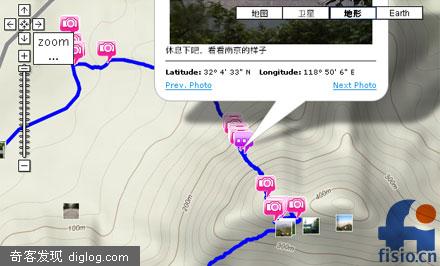 地图
卫星
地形
Earth
zoom
...
休息下吧，看看南京的样子
Latitude: 32° 4' 33" N Longitude: 118° 50' 6" E
Prev. Photo Next Photo
100m
200m
300m
400m
300m
奇客发现 diglog.com
fisio.cn